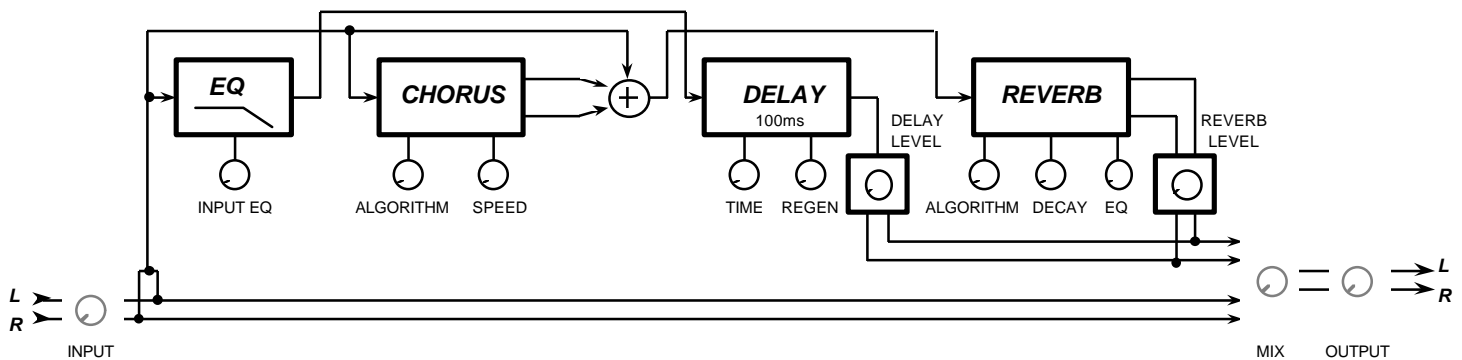 EQ
CHORUS
+
DELAY
100ms
REVERB
DELAY
LEVEL
REVERB
LEVEL
INPUT EQ
ALGORITHM
SPEED
TIME
REGEN
ALGORITHM
DECAY
EQ
L
R
INPUT
MIX
OUTPUT
L
R